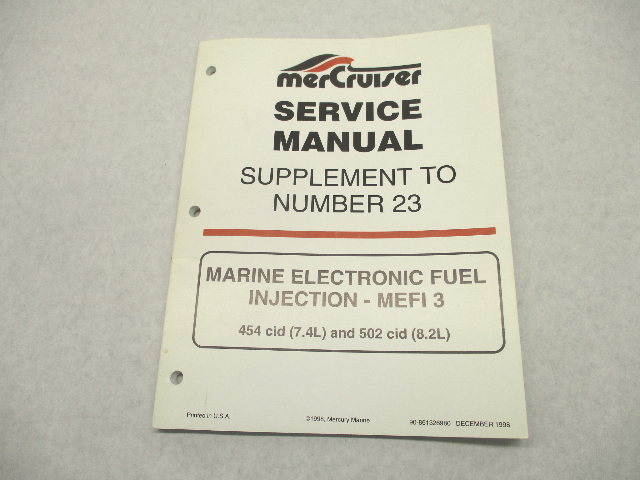 merCruiser
SERVICE
MANUAL
SUPPLEMENT TO
NUMBER 23
MARINE ELECTRONIC FUEL
INJECTION - MEFI 3
454 cid (7.4L) and 502 cid (8.2L)
Printed in U.S.A.
©1998, Mercury Marine
DECEMBER 1998